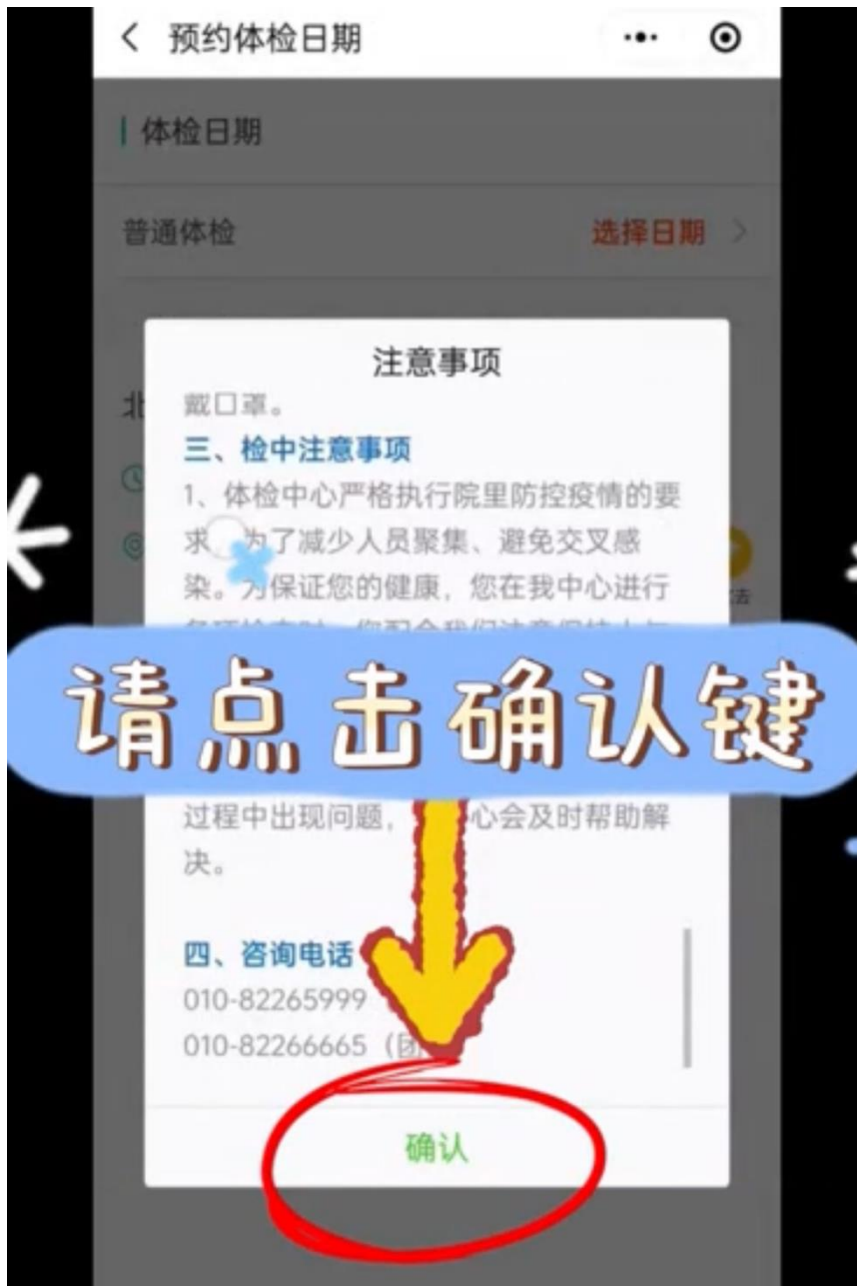 预约体检日期
体检日期
普通体检
选择日期
注意事项
北
戴口罩。
三、检中注意事项
1、体检中心严格执行院里防控疫情的要
求 为了减少人员聚集、避免交叉感
染。为保证您的健康，您在我中心进行
去
请点击确认键
过程中出现问题， 心会及时帮助解
决。
四、咨询电话
010-82265999
010-82266665（团
确认